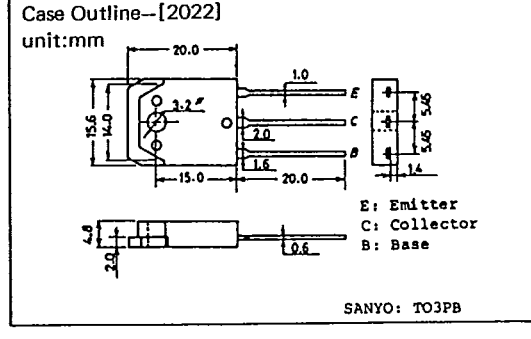 Case Outline--[2022]
unit:mm
20.0
1.0
E
3.2ø
C
15.6
14.0
2.0
5.45
5.45
B
1.6
15.0
20.0
1.4
E: Emitter
C: Collector
B: Base
4.8
2.0
0.6
SANYO: TO3PB